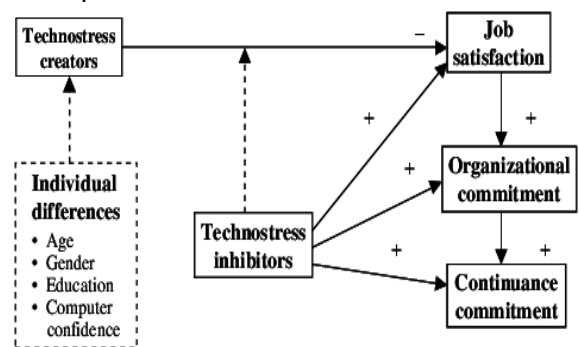 Technostress
creators
–
Job
satisfaction
+
+
Individual
differences
• Age
• Gender
• Education
• Computer
confidence
+
Organizational
commitment
Technostress
inhibitors
+
+
Continuance
commitment